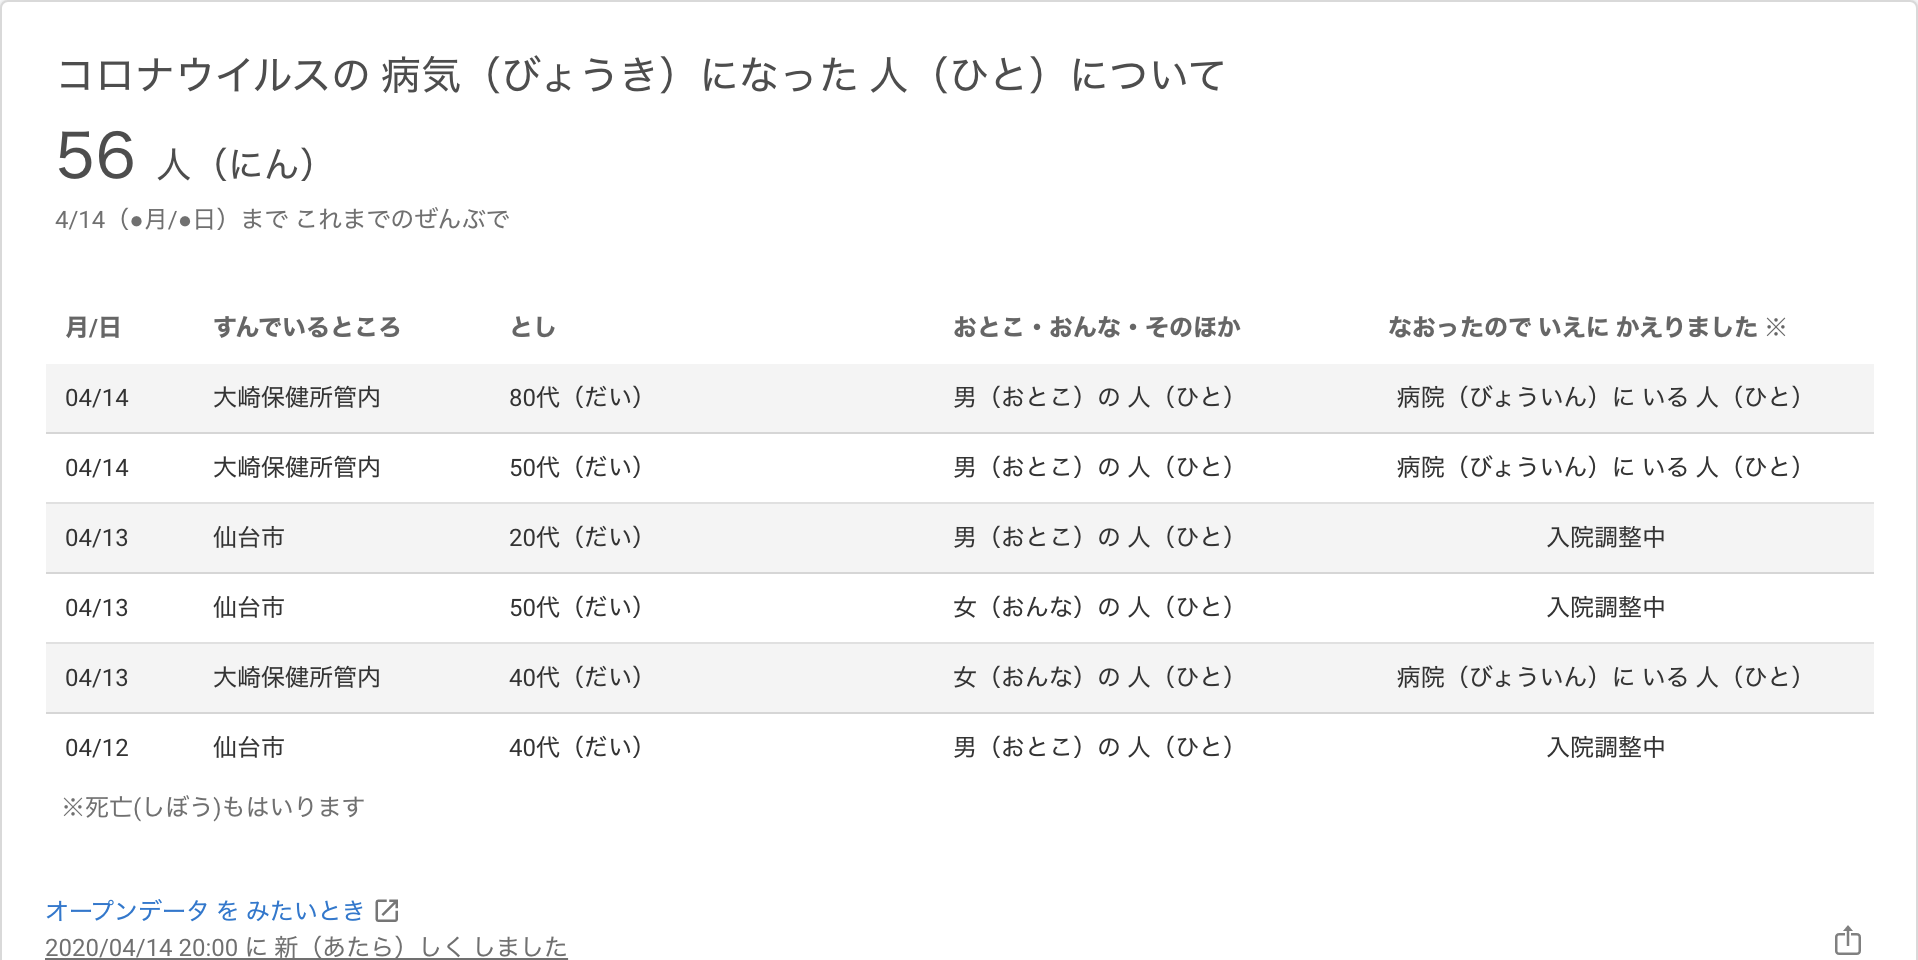 コロナウイルスの 病気（びょうき）になった 人（ひと）について
56 人（にん）
4/14（●月/●日）まで これまでのぜんぶで
月/日 すんでいるところ とし おとこ・おんな・そのほか なおったので いえに かえりました ※
04/14 大崎保健所管内 80代（だい） 男（おとこ）の 人（ひと） 病院（びょういん）に いる 人（ひと）
04/14 大崎保健所管内 50代（だい） 男（おとこ）の 人（ひと） 病院（びょういん）に いる 人（ひと）
04/13 仙台市 20代（だい） 男（おとこ）の 人（ひと） 入院調整中
04/13 仙台市 50代（だい） 女（おんな）の 人（ひと） 入院調整中
04/13 大崎保健所管内 40代（だい） 女（おんな）の 人（ひと） 病院（びょういん）に いる 人（ひと）
04/12 仙台市 40代（だい） 男（おとこ）の 人（ひと） 入院調整中
※死亡(しぼう)もはいります
オープンデータ を みたいとき
2020/04/14 20:00 に 新（あたら）しく しました